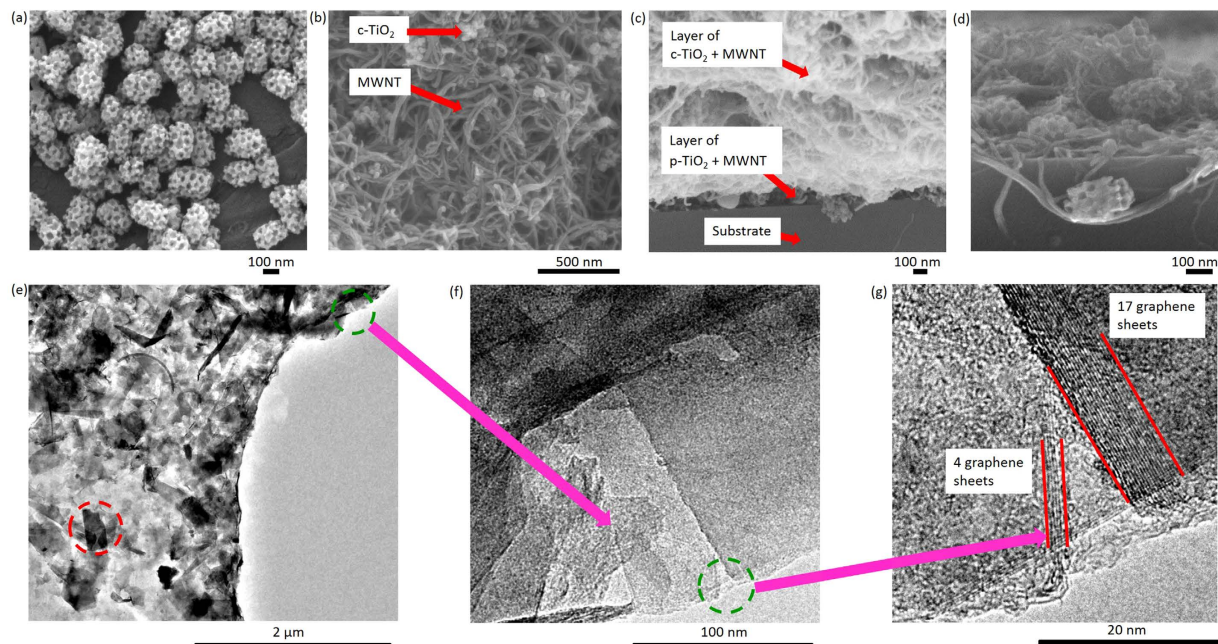 (a)
(b)
c-TiO₂
MWNT
(c)
Layer of
c-TiO₂ + MWNT
Layer of
p-TiO₂ + MWNT
Substrate
(d)
100 nm
500 nm
100 nm
100 nm
(e)
(f)
(g)
17 graphene
sheets
4 graphene
sheets
2 µm
100 nm
20 nm